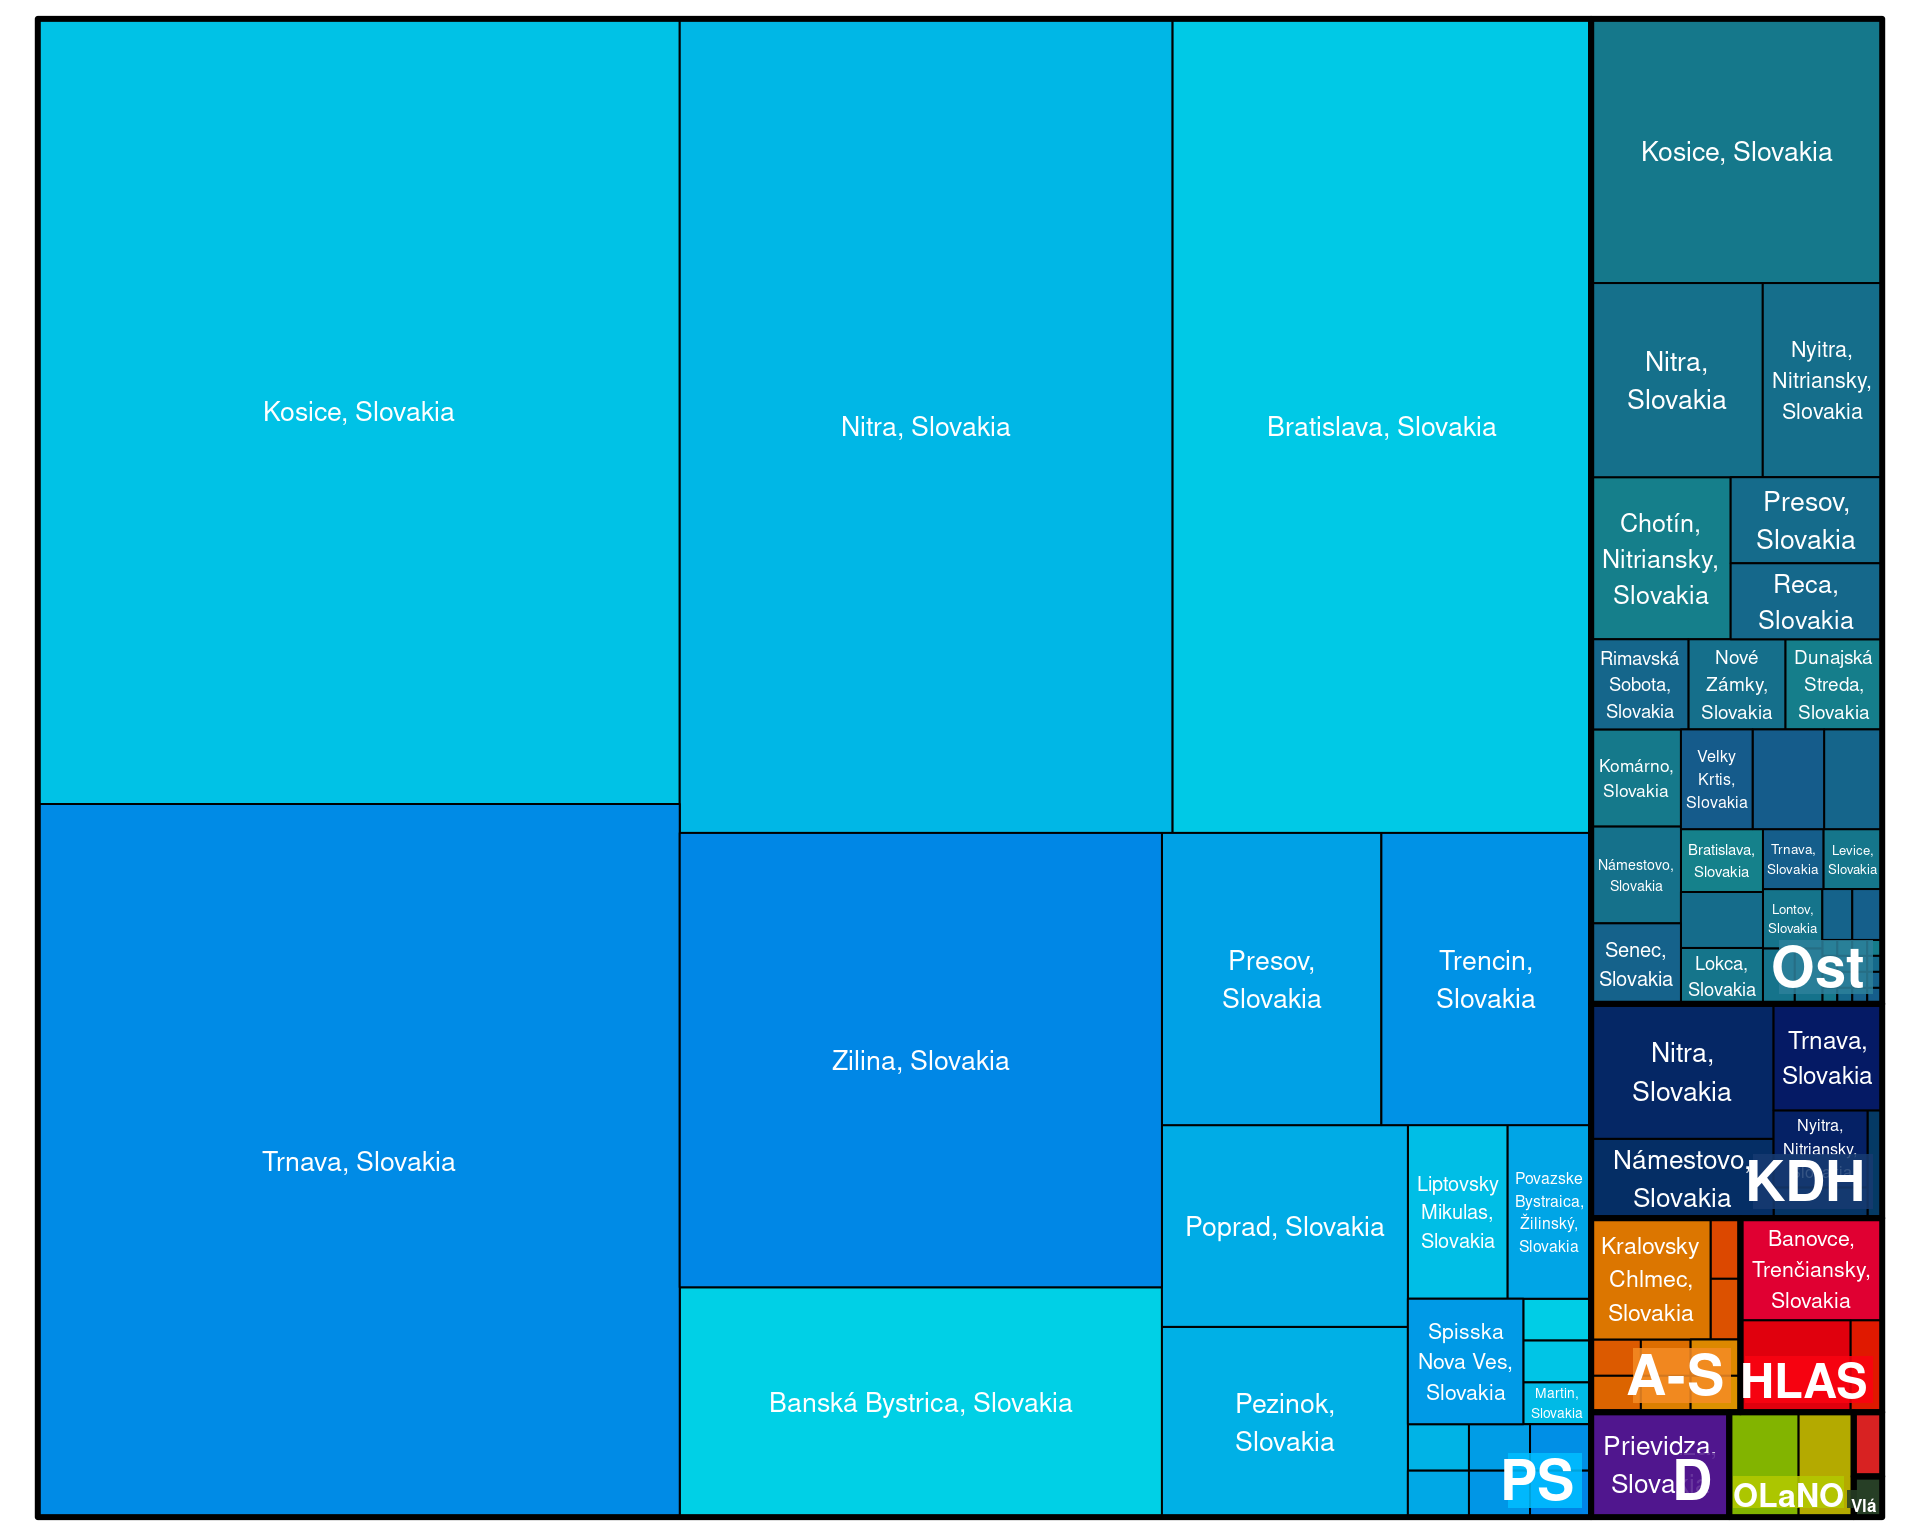 Kosice, Slovakia
Nitra, Slovakia
Bratislava, Slovakia
Trnava, Slovakia
Zilina, Slovakia
Banská Bystrica, Slovakia
Presov,
Slovakia
Trencin,
Slovakia
Poprad, Slovakia
Pezinok,
Slovakia
Liptovsky
Mikulas,
Slovakia
Povazske
Bystraica,
Žilinský,
Slovakia
Spisska
Nova Ves,
Slovakia
Martin,
Slovakia
PS
Kosice, Slovakia
Nitra,
Slovakia
Nyitra,
Nitriansky,
Slovakia
Chotín,
Nitriansky,
Slovakia
Presov,
Slovakia
Reca,
Slovakia
Rimavská
Sobota,
Slovakia
Nové
Zámky,
Slovakia
Dunajská
Streda,
Slovakia
Komárno,
Slovakia
Velky
Krtis,
Slovakia
Námestovo,
Slovakia
Bratislava,
Slovakia
Trnava,
Slovakia
Levice,
Slovakia
Lontov,
Slovakia
Senec,
Slovakia
Lokca,
Slovakia
Ost
Nitra,
Slovakia
Trnava,
Slovakia
Nyitra,
Nitriansky,
Námestovo,
Slovakia
KDH
Kralovsky
Chlmec,
Slovakia
A-S
Banovce,
Trenčiansky,
Slovakia
HLAS
Prievidza,
Slovakia
D
OLaNO
Vlá